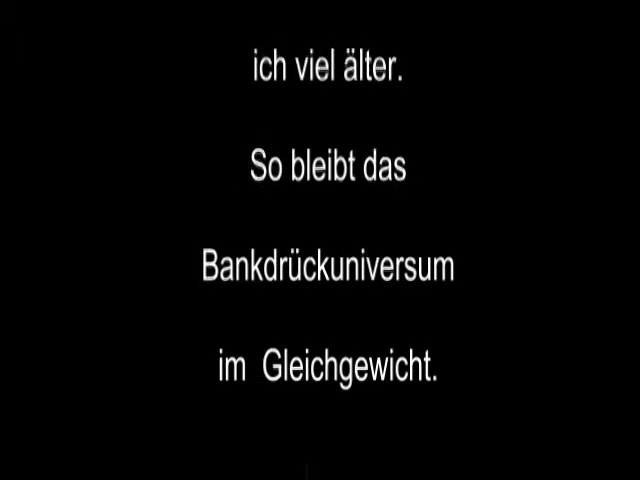 ich viel älter.
So bleibt das
Bankdrückuniversum
im Gleichgewicht.